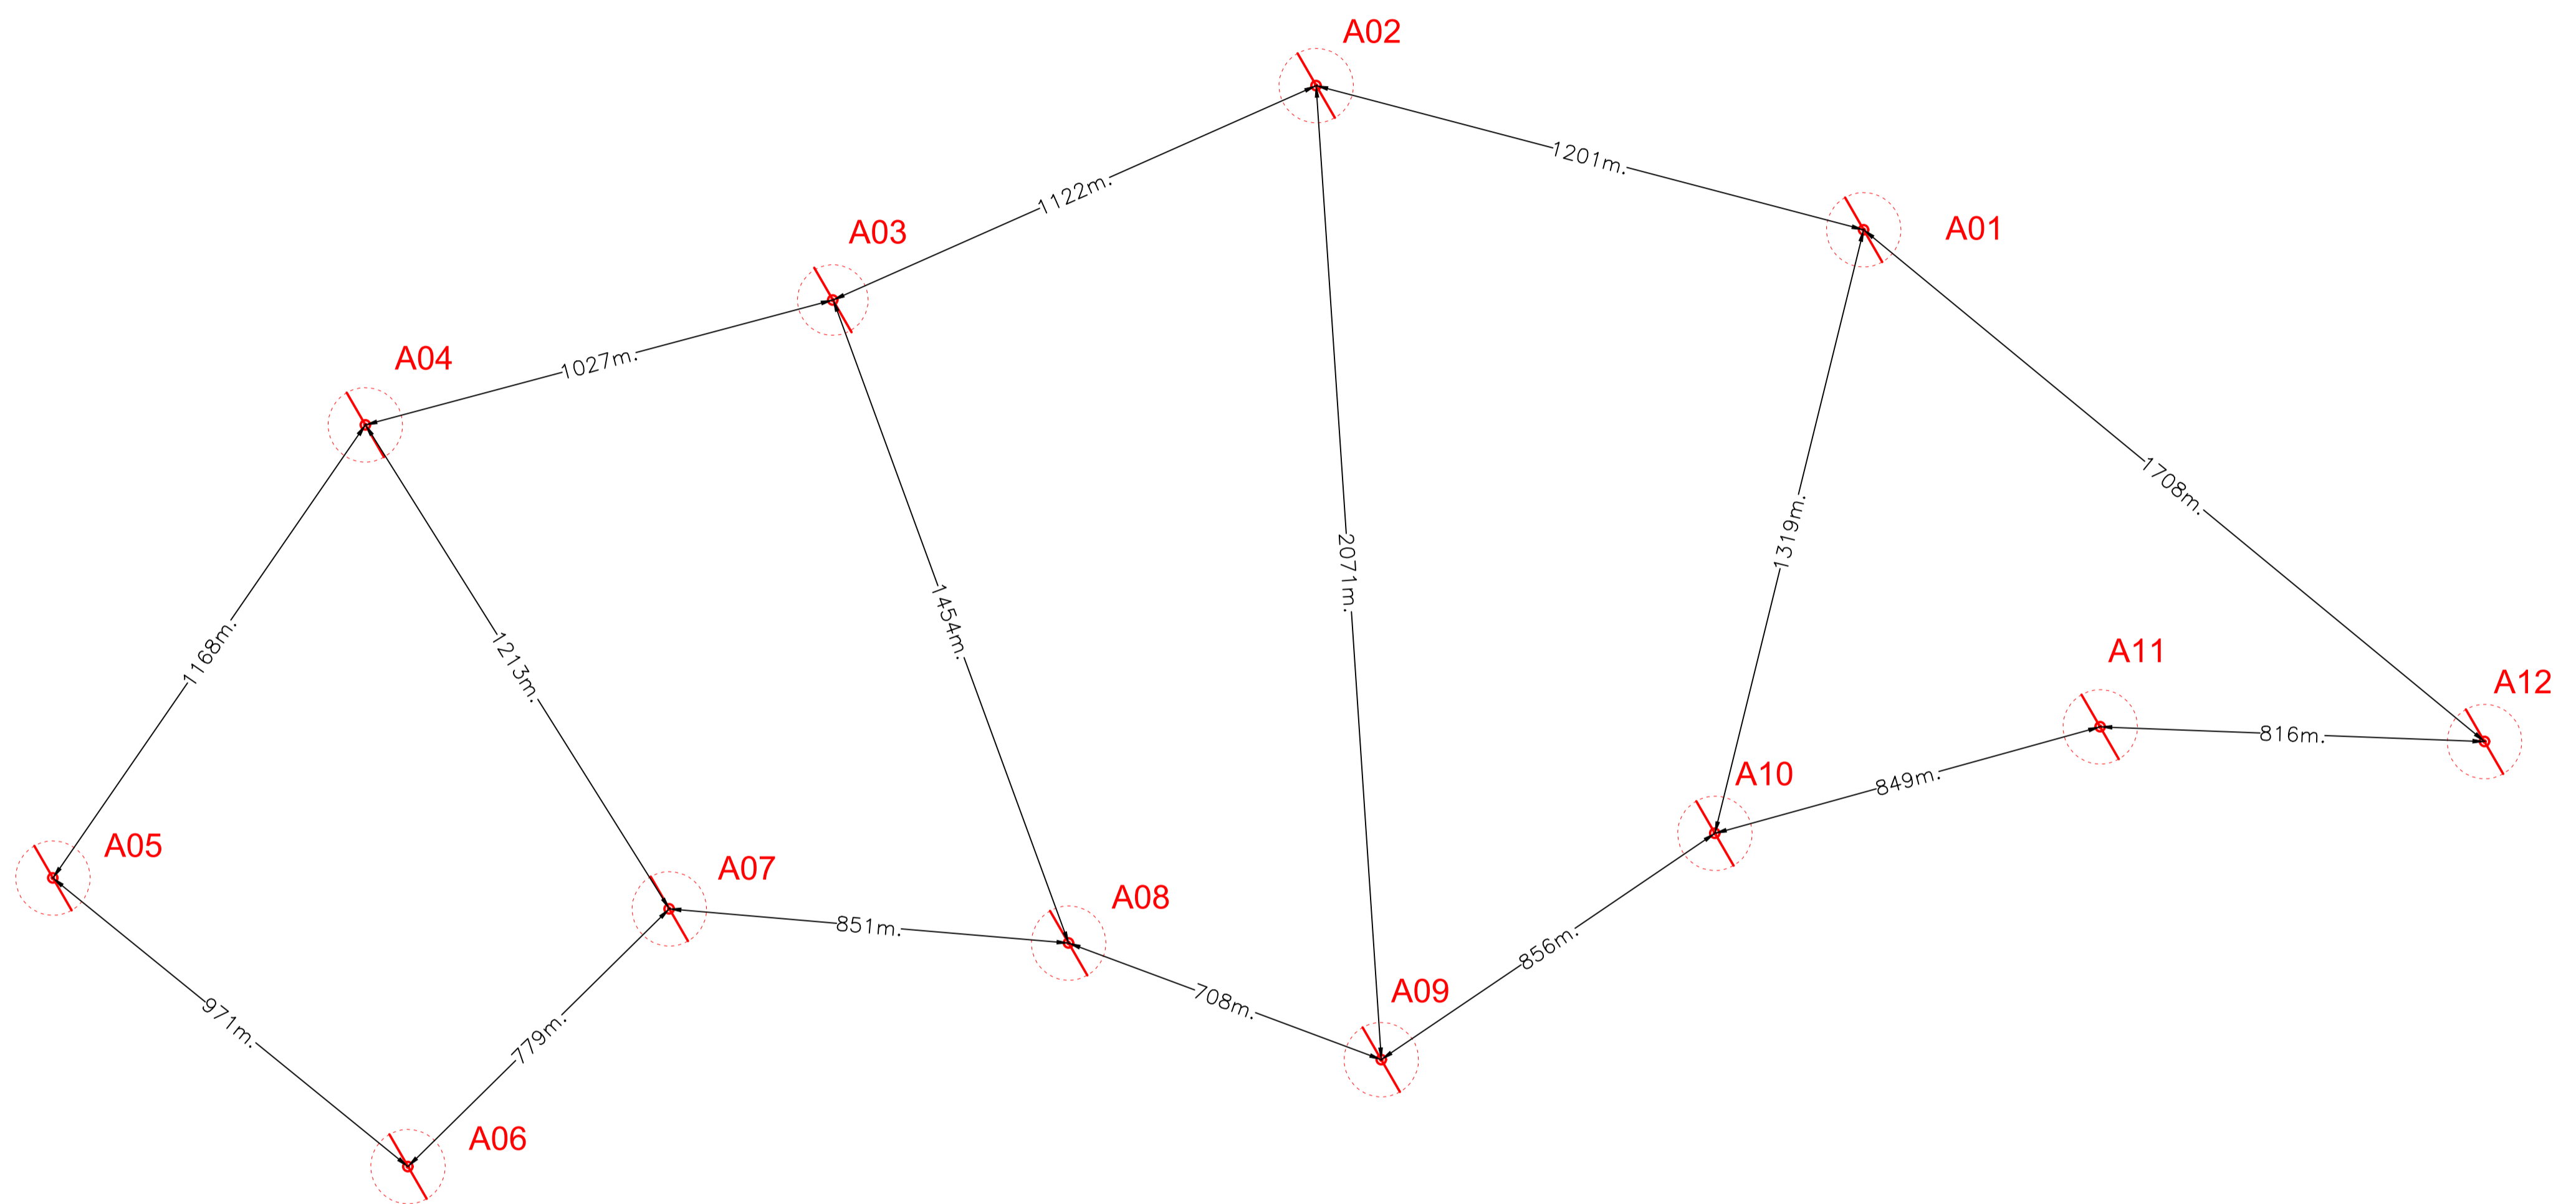 A02
1201m.
1122m.
A03
A01
1027m.
A04
1708m.
1319m.
2071m.
1454m.
1168m.
1213m.
A11
A12
816m.
A10
849m.
A05
A07
A08
851m.
856m.
A09
708m.
971m.
779m.
A06